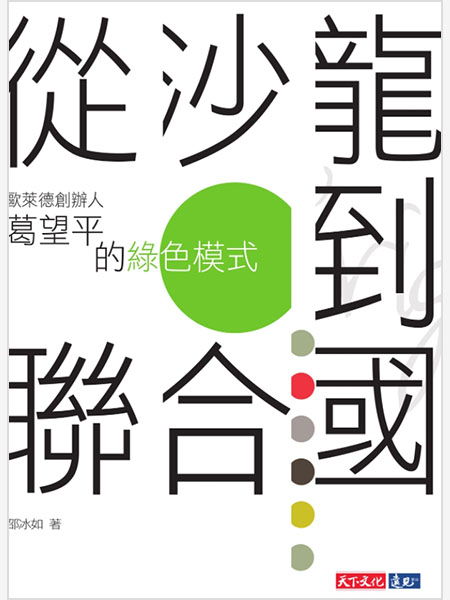 從沙龍
到
聯合國
歐萊德創辦人
葛望平
的綠色模式
邵冰如 著
天下文化
遠見